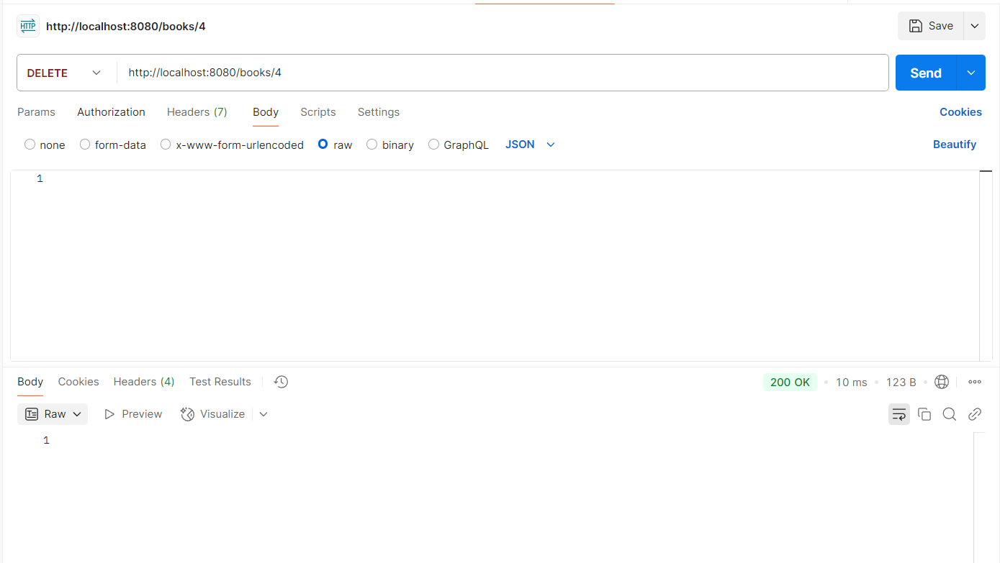 HTTP http://localhost:8080/books/4 Save
DELETE http://localhost:8080/books/4 Send
Params Authorization Headers (7) Body Scripts Settings Cookies
none form-data x-www-form-urlencoded raw binary GraphQL JSON Beautify
1
Body Cookies Headers (4) Test Results 200 OK 10 ms 123 B
Raw Preview Visualize
1